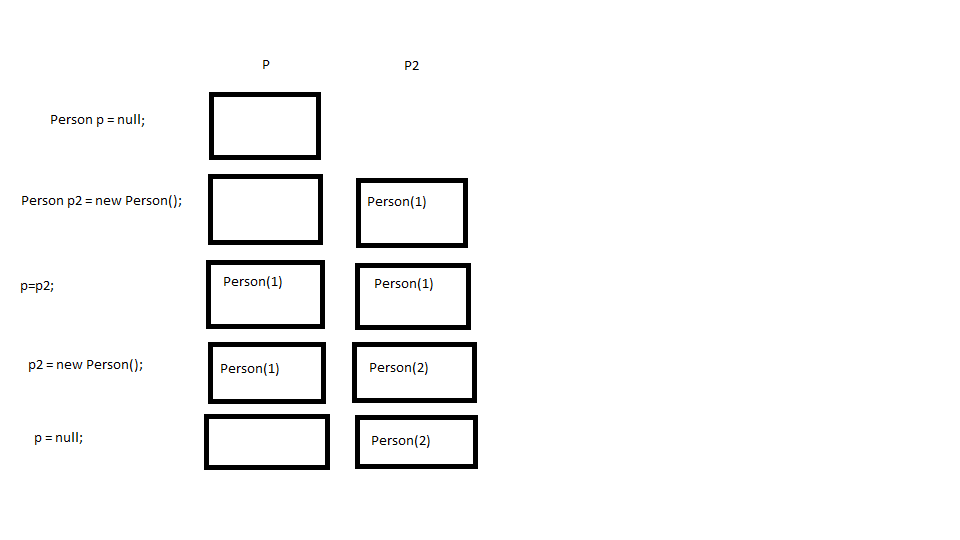 P P2
Person p = null;
Person p2 = new Person(); Person(1)
p=p2; Person(1) Person(1)
p2 = new Person(); Person(1) Person(2)
p = null; Person(2)